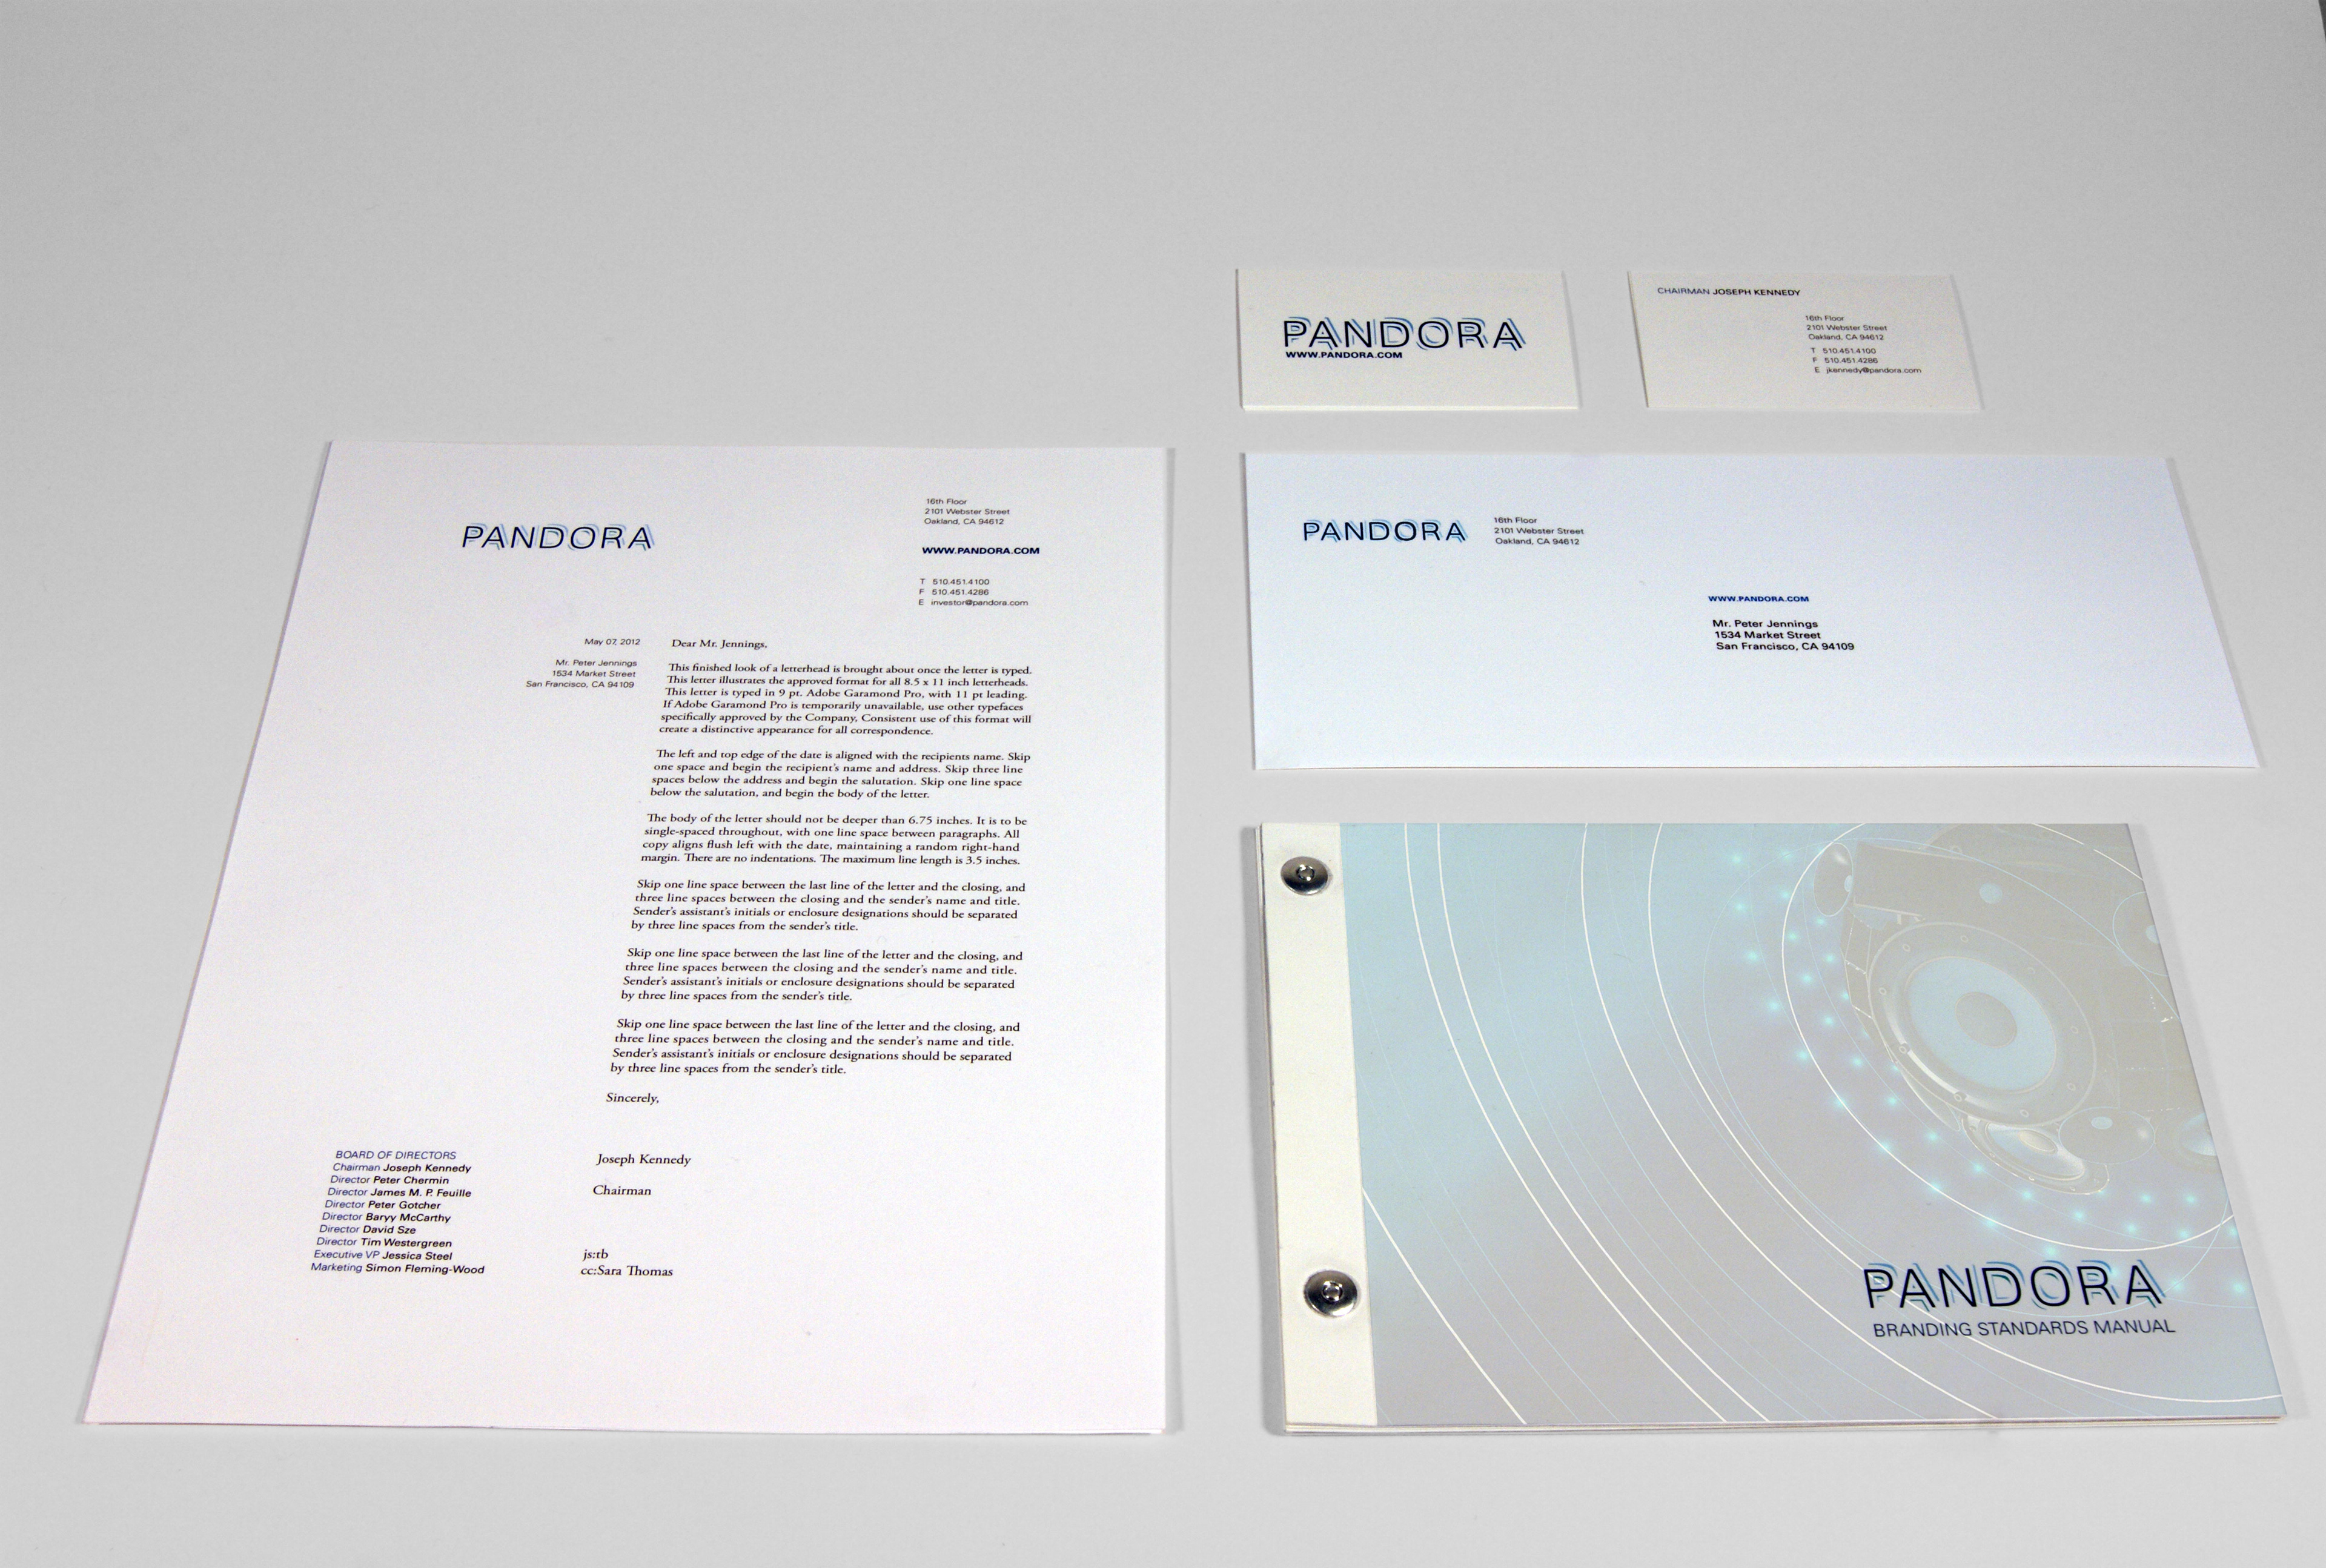 PANDORA
16th Floor
2101 Webster Street
Oakland, CA 94612
WWW.PANDORA.COM
T 510.451.4100
F 510.451.4286
E investor@pandora.com
May 07, 2012
Mr. Peter Jennings
1534 Market Street
San Francisco, CA 94109
Dear Mr. Jennings,
This finished look of a letterhead is brought about once the letter is typed.
This letter illustrates the approved format for all 8.5 x 11 inch letterheads.
This letter is typed in 9 pt. Adobe Garamond Pro, with 11 pt leading.
If Adobe Garamond Pro is temporarily unavailable, use other typefaces
specifically approved by the Company, Consistent use of this format will
create a distinctive appearance for all correspondence.
The left and top edge of the date is aligned with the recipients name. Skip
one space and begin the recipient's name and address. Skip three line
spaces below the address and begin the salutation. Skip one line space
below the salutation, and begin the body of the letter.
The body of the letter should not be deeper than 6.75 inches. It is to be
single-spaced throughout, with one line space between paragraphs. All
copy aligns flush left with the date, maintaining a random right-hand
margin. There are no indentations. The maximum line length is 3.5 inches.
Skip one line space between the last line of the letter and the closing, and
three line spaces between the closing and the sender's name and title.
Sender's assistant's initials or enclosure designations should be separated
by three line spaces from the sender's title.
Skip one line space between the last line of the letter and the closing, and
three line spaces between the closing and the sender's name and title.
Sender's assistant's initials or enclosure designations should be separated
by three line spaces from the sender's title.
Skip one line space between the last line of the letter and the closing, and
three line spaces between the closing and the sender's name and title.
Sender's assistant's initials or enclosure designations should be separated
by three line spaces from the sender's title.
Sincerely,
Joseph Kennedy
Chairman
js:tb
cc:Sara Thomas
BOARD OF DIRECTORS
Chairman Joseph Kennedy
Director Peter Chermin
Director James M. P. Feuille
Director Peter Gotcher
Director Baryy McCarthy
Director David Sze
Director Tim Westergreen
Executive VP Jessica Steel
Marketing Simon Fleming-Wood
PANDORA
WWW.PANDORA.COM
CHAIRMAN JOSEPH KENNEDY
16th Floor
2101 Webster Street
Oakland, CA 94612
T 510.451.4100
F 510.451.4286
E jkennedy@pandora.com
PANDORA
16th Floor
2101 Webster Street
Oakland, CA 94612
WWW.PANDORA.COM
Mr. Peter Jennings
1534 Market Street
San Francisco, CA 94109
PANDORA
BRANDING STANDARDS MANUAL